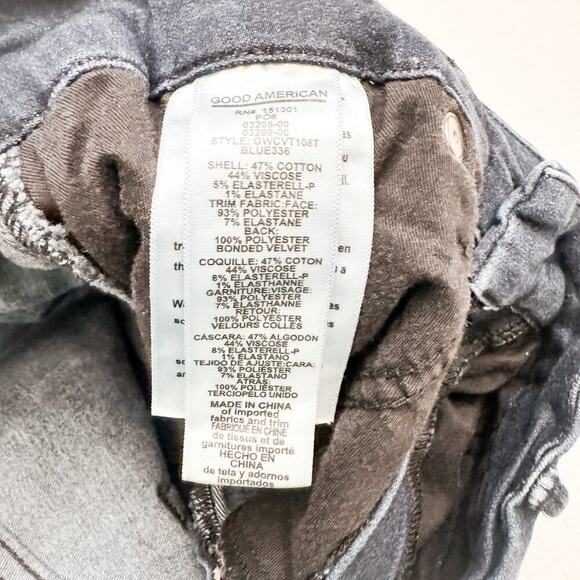 GOOD AMERICAN
RN# 151301
PO#
03208-00
03209-00
STYLE: GWCVT108T
BLUE336
SHELL: 47% COTTON
44% VISCOSE
8% ELASTERELL-P
1% ELASTANE
TRIM FABRIC:FACE:
93% POLYESTER
7% ELASTANE
BACK:
100% POLYESTER
BONDED VELVET
COQUILLE: 47% COTON
44% VISCOSE
8% ELASTERELL-P
1% ELASTHANNE
GARNITURE:VISAGE:
93% POLYESTER
7% ELASTHANNE
RETOUR:
100% POLYESTER
VELOURS COLLÉS
CÁSCARA: 47% ALGODÓN
44% VISCOSE
8% ELASTERELL-P
1% ELASTANO
TEJIDO DE AJUSTE:CARA:
93% POLIÉSTER
7% ELASTANO
ATRÁS:
100% POLIÉSTER
TERCIOPELO UNIDO
MADE IN CHINA
of imported
fabrics and trim
FABRIQUÉ EN CHINE
de tissus et de
garnitures importé
HECHO EN
CHINA
de tela y adornos
importados